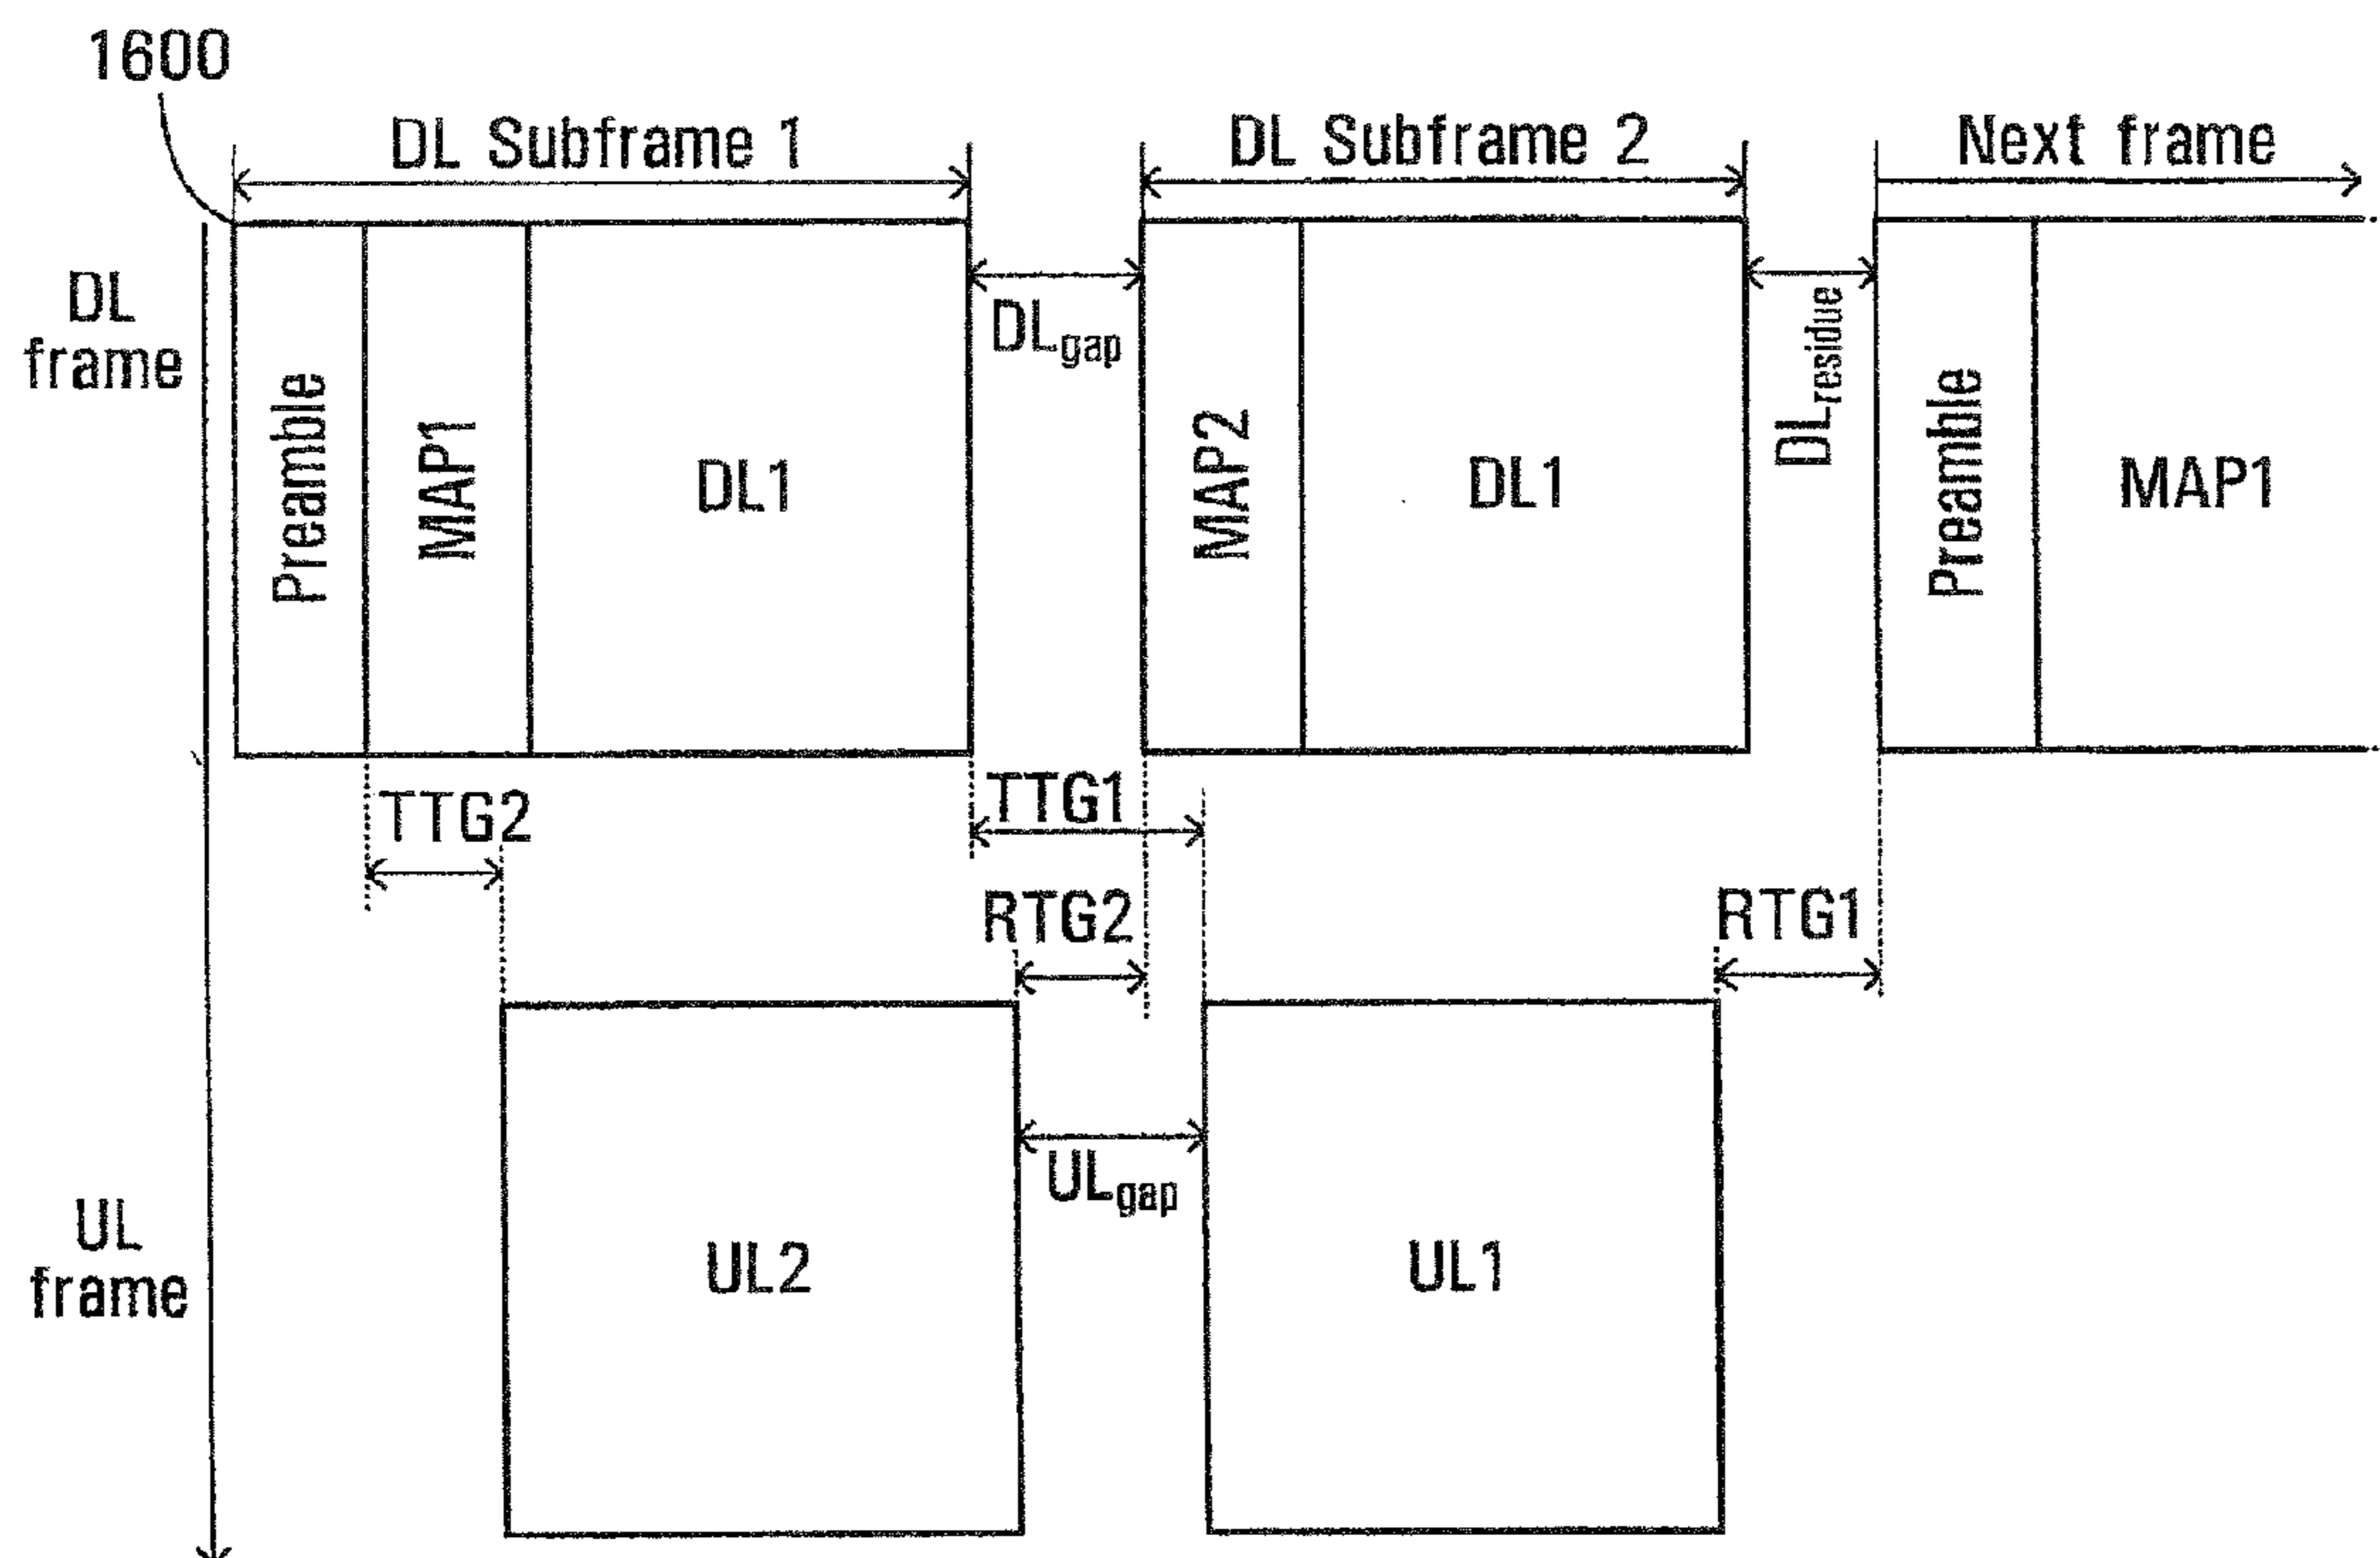 1600
DL Subframe 1
DL Subframe 2
Next frame
DL
frame
Preamble
MAP1
DL1
DLgap
MAP2
DL1
DLresidue
Preamble
MAP1
TTG2
TTG1
RTG2
RTG1
UL
frame
UL2
ULgap
UL1